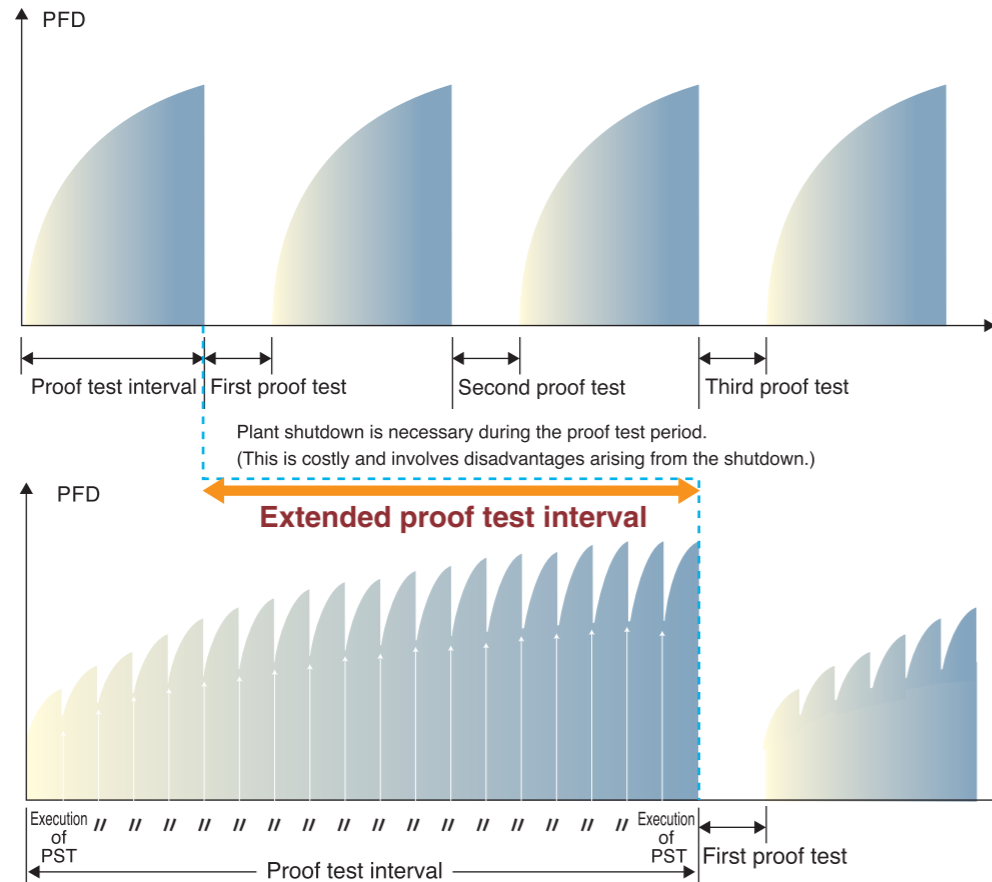 PFD
Proof test interval
First proof test
Second proof test
Third proof test
Plant shutdown is necessary during the proof test period.
(This is costly and involves disadvantages arising from the shutdown.)
PFD
Extended proof test interval
Execution
of
PST
〃 〃 〃 〃 〃 〃 〃 〃 〃 〃 〃 〃 〃 〃 〃 〃
Execution
of
PST
First proof test
Proof test interval